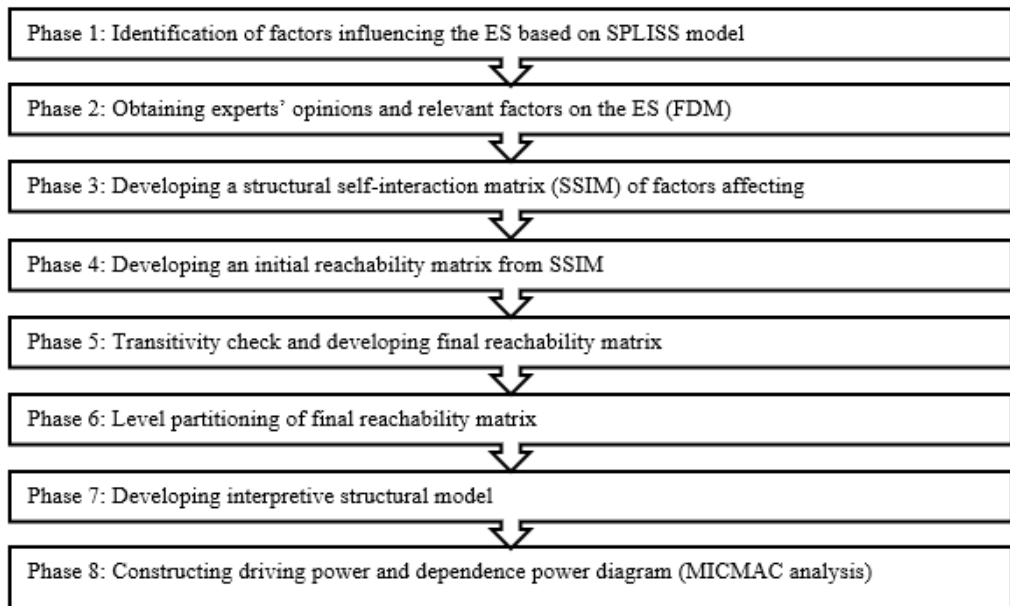 Phase 1: Identification of factors influencing the ES based on SPLISS model
Phase 2: Obtaining experts’ opinions and relevant factors on the ES (FDM)
Phase 3: Developing a structural self-interaction matrix (SSIM) of factors affecting
Phase 4: Developing an initial reachability matrix from SSIM
Phase 5: Transitivity check and developing final reachability matrix
Phase 6: Level partitioning of final reachability matrix
Phase 7: Developing interpretive structural model
Phase 8: Constructing driving power and dependence power diagram (MICMAC analysis)